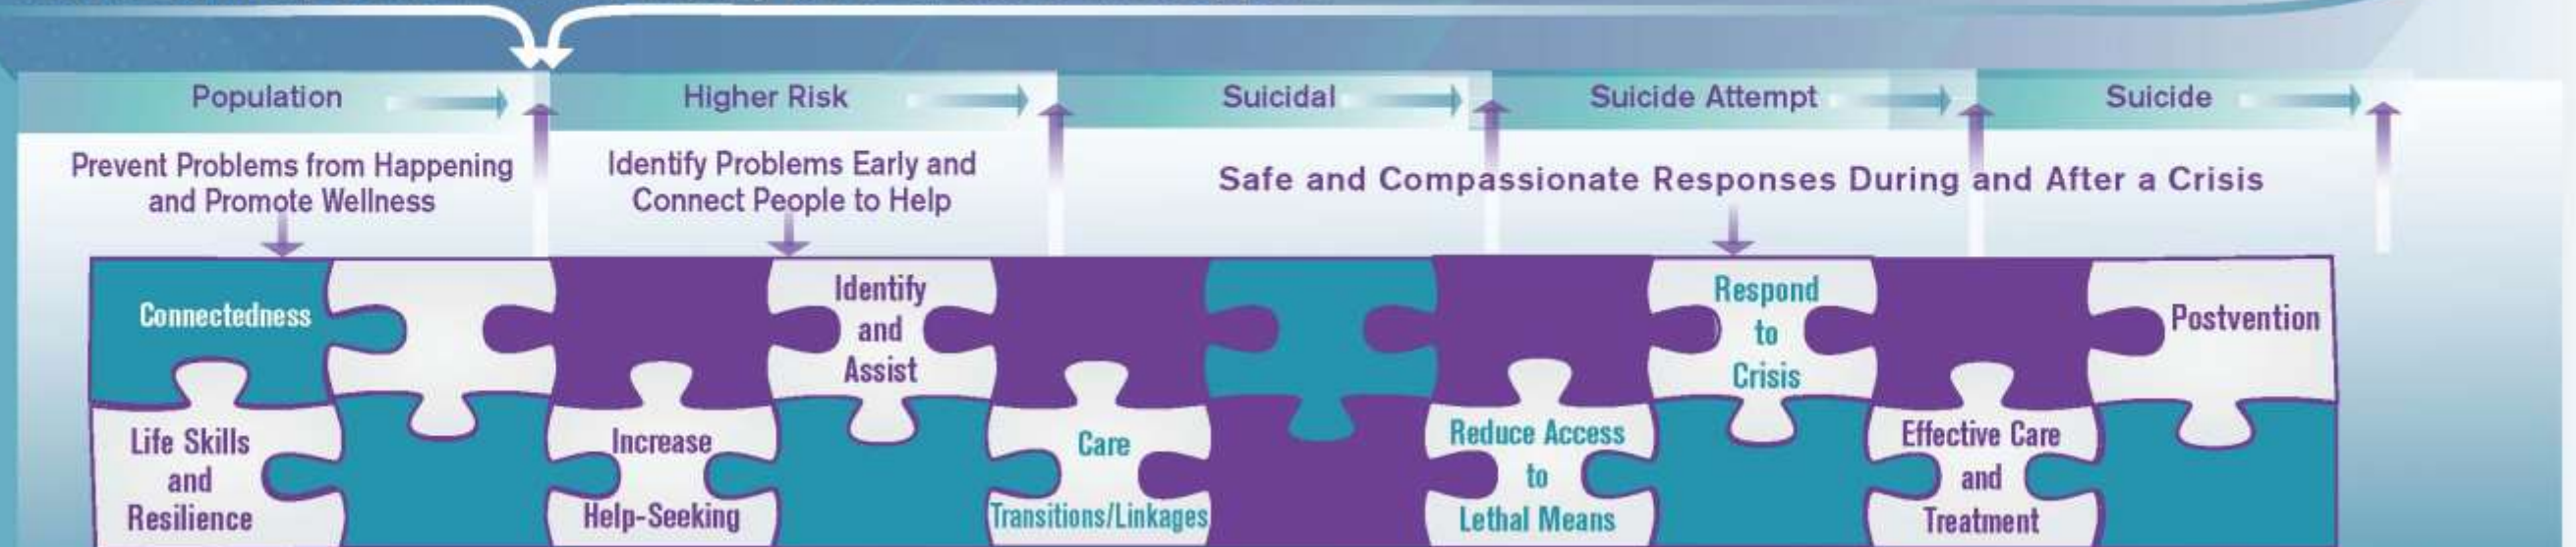 Population
Higher Risk
Suicidal
Suicide Attempt
Suicide
Prevent Problems from Happening
and Promote Wellness
Identify Problems Early and
Connect People to Help
Safe and Compassionate Responses During and After a Crisis
Connectedness
Identify
and
Assist
Respond
to
Crisis
Postvention
Life Skills
and
Resilience
Increase
Help-Seeking
Care
Transitions/Linkages
Reduce Access
to
Lethal Means
Effective Care
and
Treatment